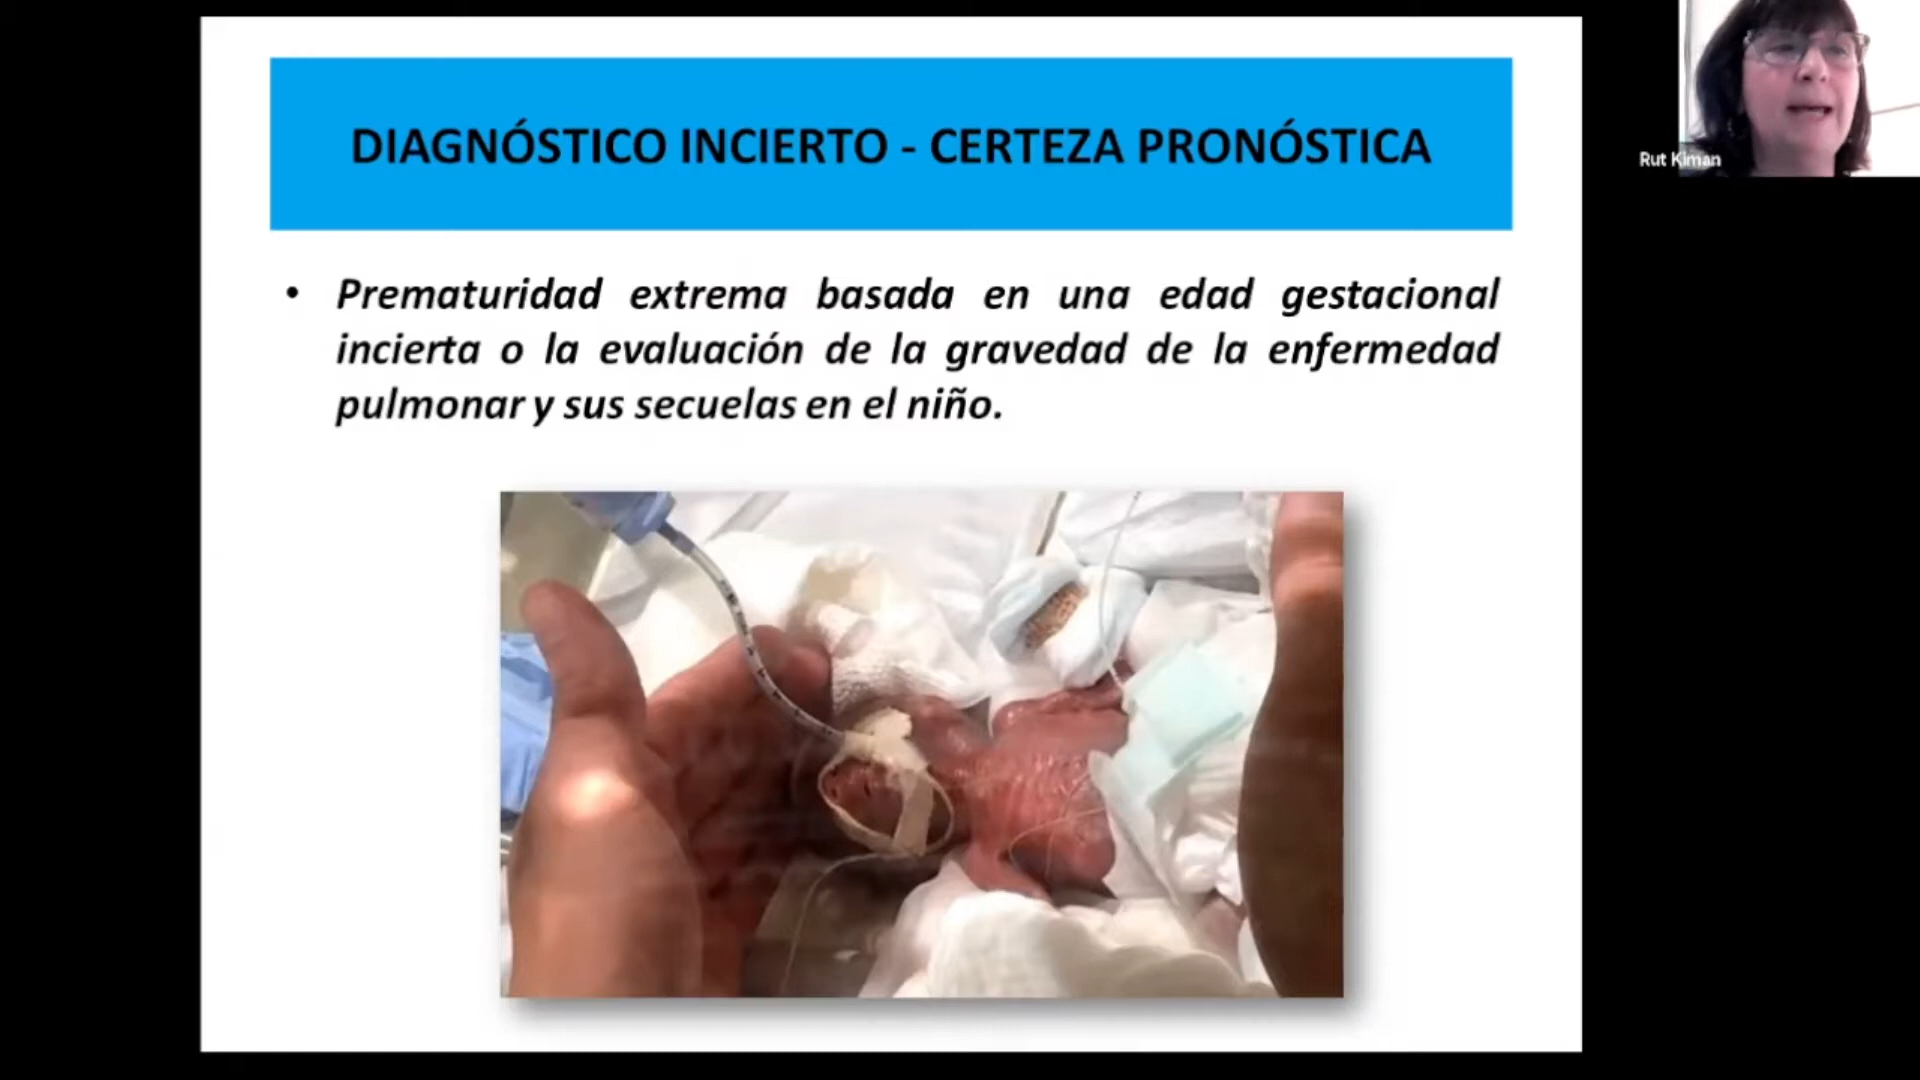 DIAGNÓSTICO INCIERTO - CERTEZA PRONÓSTICA
Rut Kiman
• Prematuridad extrema basada en una edad gestacional
incierta o la evaluación de la gravedad de la enfermedad
pulmonar y sus secuelas en el niño.